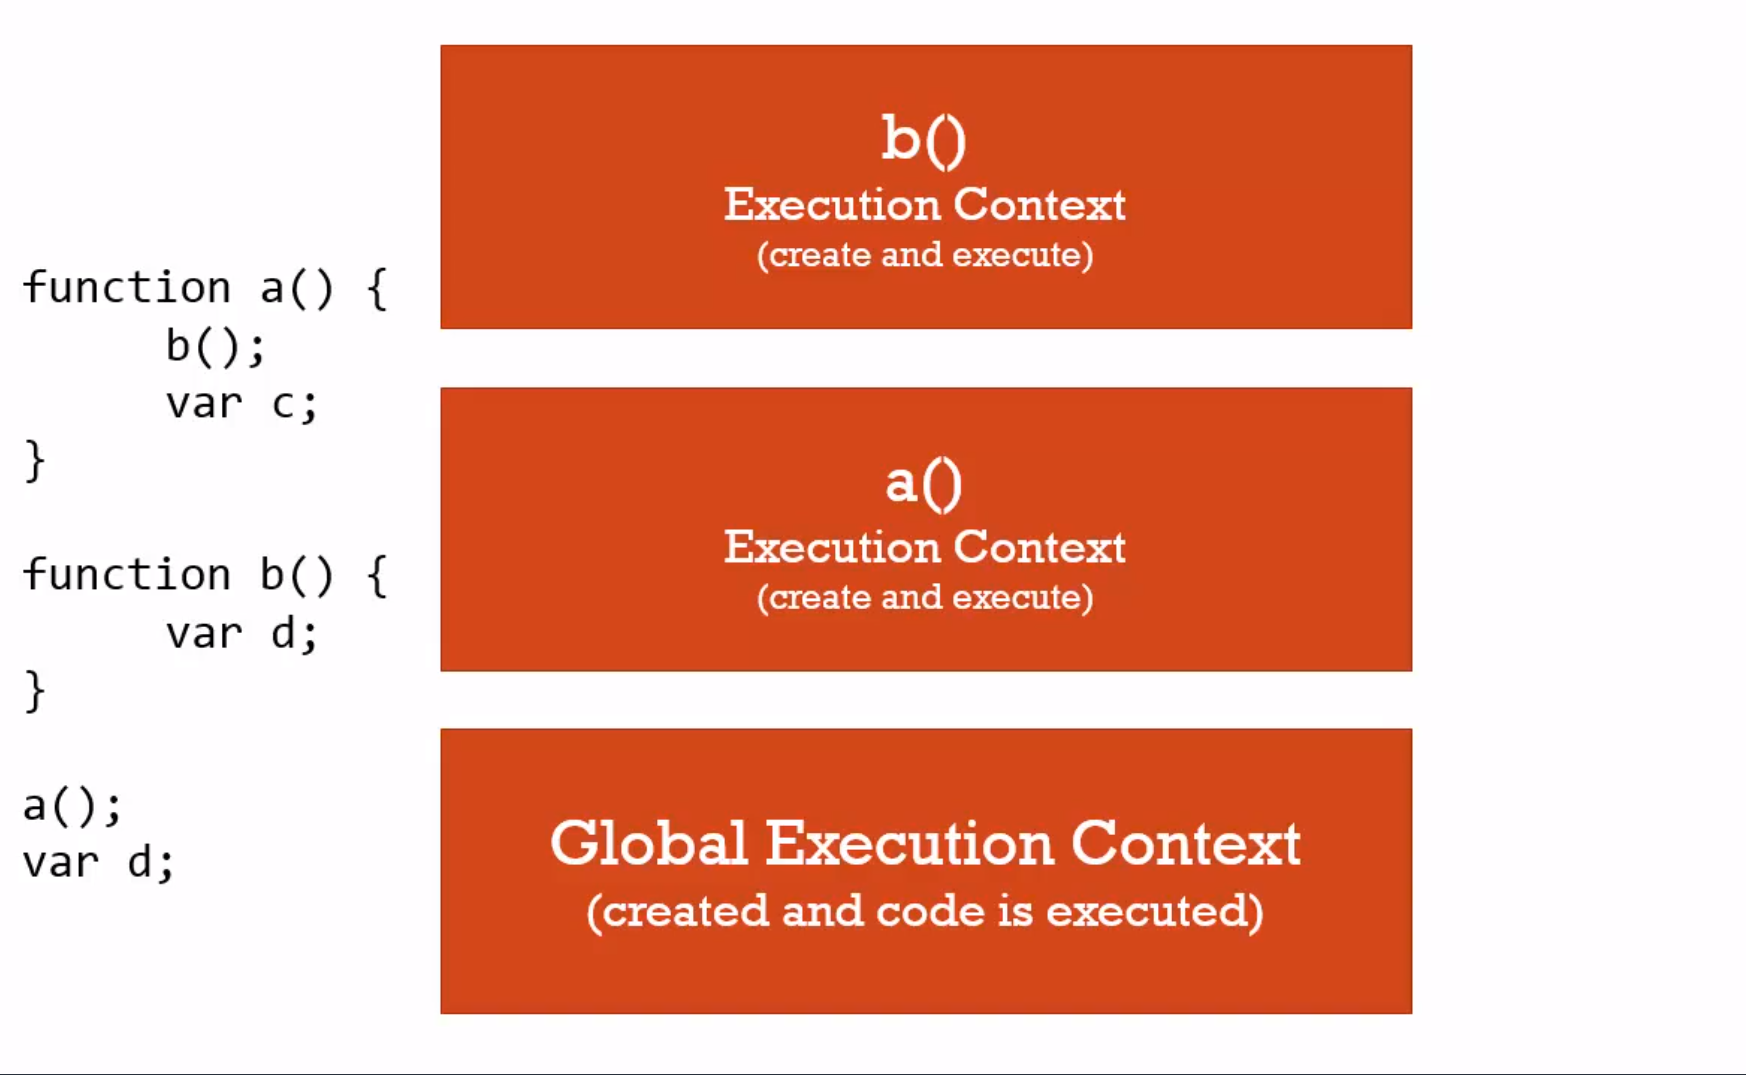 function a() {
b();
var c;
}
function b() {
var d;
}
a();
var d;
b()
Execution Context
(create and execute)
a()
Execution Context
(create and execute)
Global Execution Context
(created and code is executed)